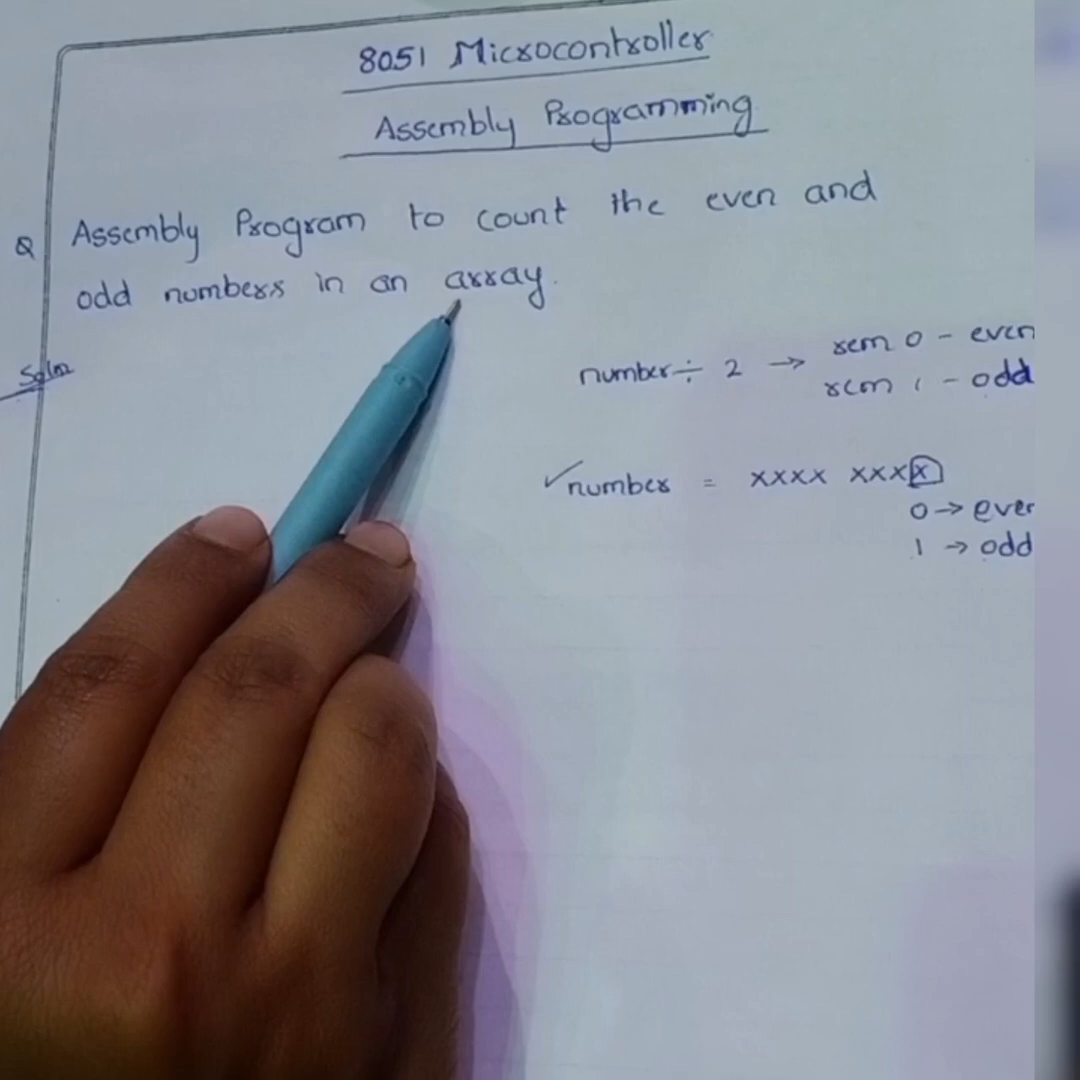 8051 Microcontroller
Assembly Programming
Q Assembly Program to count the even and
odd numbers in an array.
Soln
number ÷ 2 → rem 0 - even
rem 1 - odd
✓number = xxxx xxxx
0 → even
1 → odd